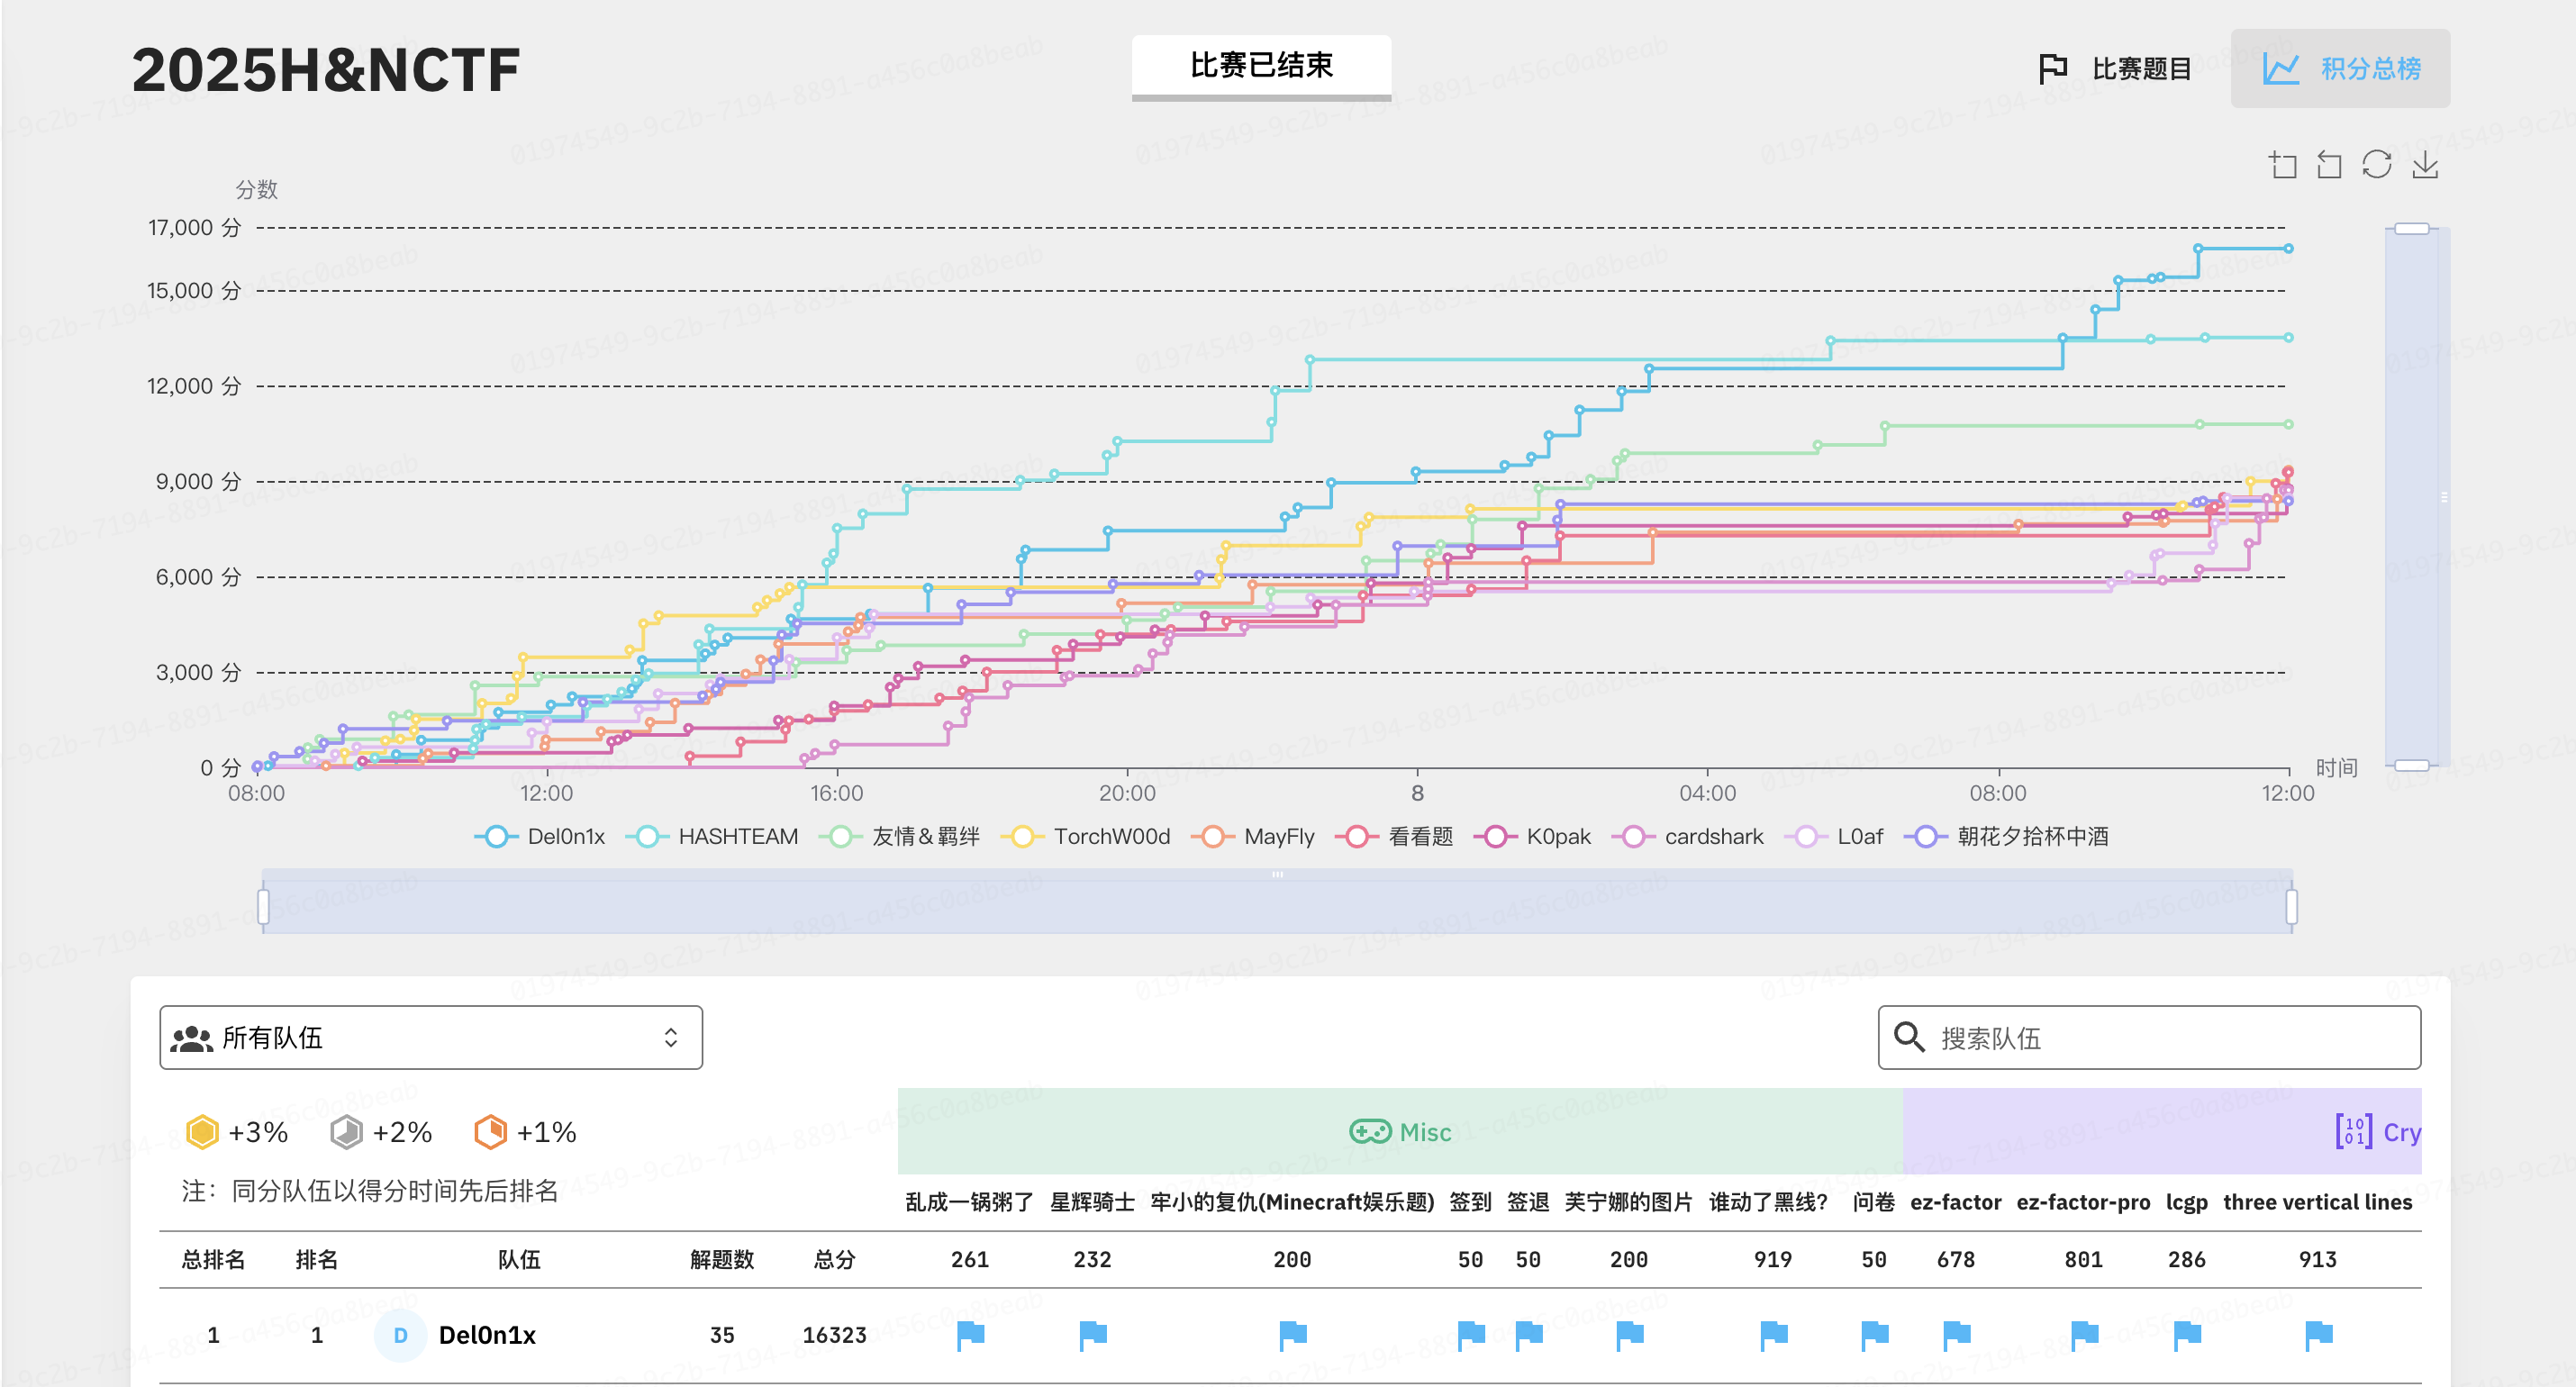 2025H&NCTF
比赛已结束
比赛题目
积分总榜
分数
17,000 分
15,000 分
12,000 分
9,000 分
6,000 分
3,000 分
0 分
08:00 12:00 16:00 20:00 8 04:00 08:00 12:00
时间
Del0n1x HASHTEAM 友情＆羁绊 TorchW00d MayFly 看看题 K0pak cardshark L0af 朝花夕拾杯中酒
所有队伍
搜索队伍
+3% +2% +1%
Misc
1001 Cry
注：同分队伍以得分时间先后排名
乱成一锅粥了 星辉骑士 牢小的复仇(Minecraft娱乐题) 签到 签退 芙宁娜的图片 谁动了黑线? 问卷 ez-factor ez-factor-pro lcgp three vertical lines
总排名 排名 队伍 解题数 总分 261 232 200 50 50 200 919 50 678 801 286 913
1 1 D Del0n1x 35 16323
01974549-9c2b-7194-8891-a456c0a8beab